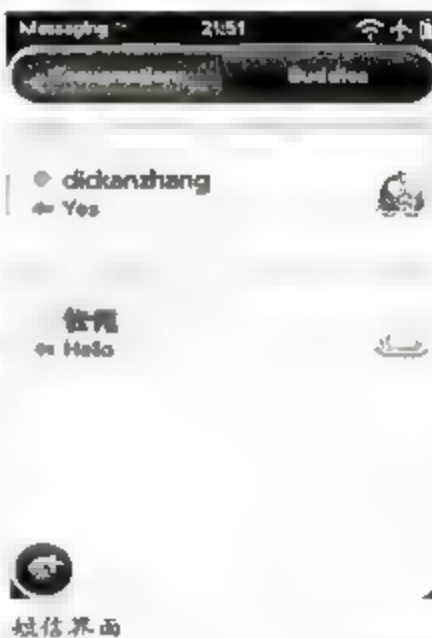 Messaging 21:51
Buddies
dickanzhang
Yes
Hello
短信界面